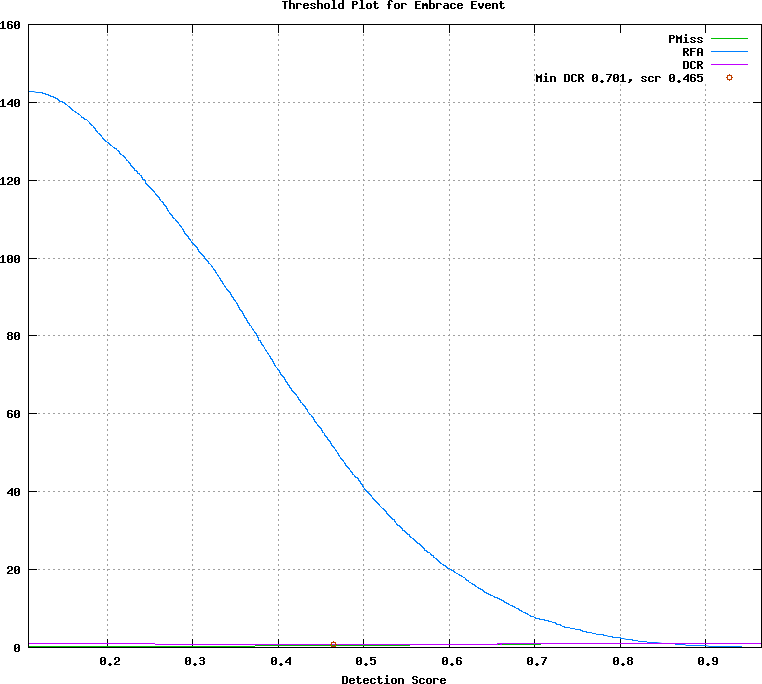 Threshold Plot for Embrace Event
PMiss
RFA
DCR
Min DCR 0.701, scr 0.465
160
140
120
100
80
60
40
20
0
0.2 0.3 0.4 0.5 0.6 0.7 0.8 0.9
Detection Score